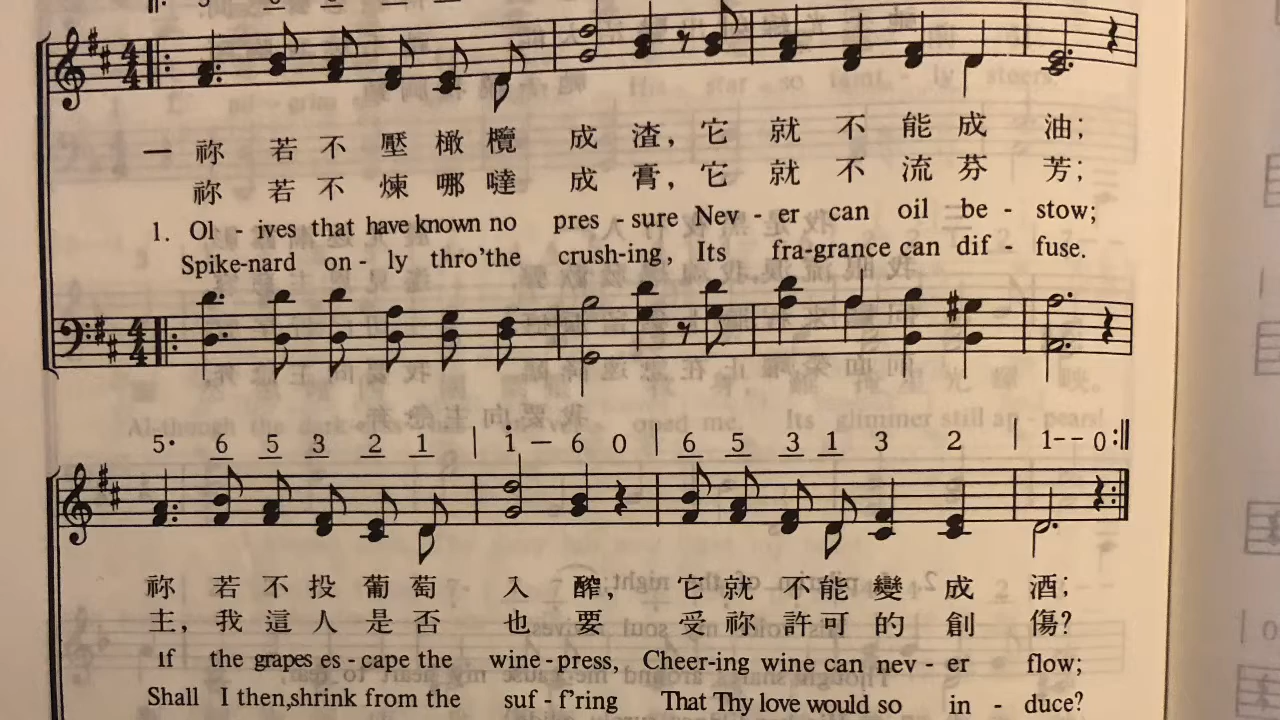 一 祢 若 不 壓 橄 欖 成 渣, 它 就 不 能 成 油;
祢 若 不 煉 哪 噠 成 膏, 它 就 不 流 芬 芳;
1. Ol - ives that have known no pres - sure Nev - er can oil be - stow;
Spike-nard on - ly thro'the crush-ing, Its fra-grance can dif - fuse.
5· 6 5 3 2 1 | i — 6 0 | 6 5 3 1 3 2 | 1-- 0 :||
祢 若 不 投 葡 萄 入 醡, 它 就 不 能 變 成 酒;
主, 我 這 人 是 否 也 要 受 祢 許 可 的 創 傷?
If the grapes es - cape the wine - press, Cheer-ing wine can nev - er flow;
Shall I then,shrink from the suf - f'ring That Thy love would so in - duce?